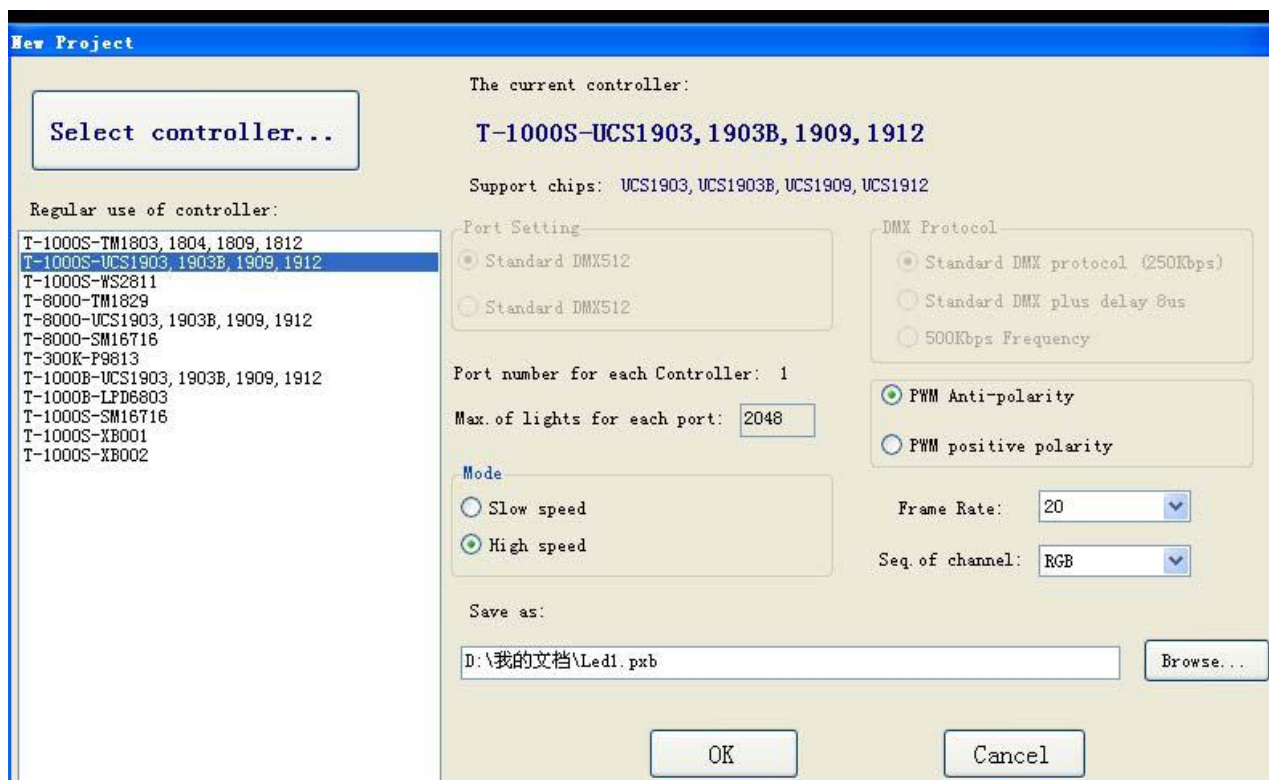 New Project
Select controller...
Regular use of controller:
T-1000S-TM1803, 1804, 1809, 1812
T-1000S-UCS1903, 1903B, 1909, 1912
T-1000S-WS2811
T-8000-TM1829
T-8000-UCS1903, 1903B, 1909, 1912
T-8000-SM16716
T-300K-P9813
T-1000B-UCS1903, 1903B, 1909, 1912
T-1000B-LPD6803
T-1000S-SM16716
T-1000S-XB001
T-1000S-XB002
The current controller:
T-1000S-UCS1903, 1903B, 1909, 1912
Support chips: UCS1903, UCS1903B, UCS1909, UCS1912
Port Setting
Standard DMX512
Standard DMX512
DMX Protocol
Standard DMX protocol (250Kbps)
Standard DMX plus delay 8us
500Kbps Frequency
Port number for each Controller: 1
Max. of lights for each port: 2048
PWM Anti-polarity
PWM positive polarity
Mode
Slow speed
High speed
Frame Rate: 20
Seq. of channel: RGB
Save as:
D:\我的文档\Led1.pxb
Browse...
OK
Cancel